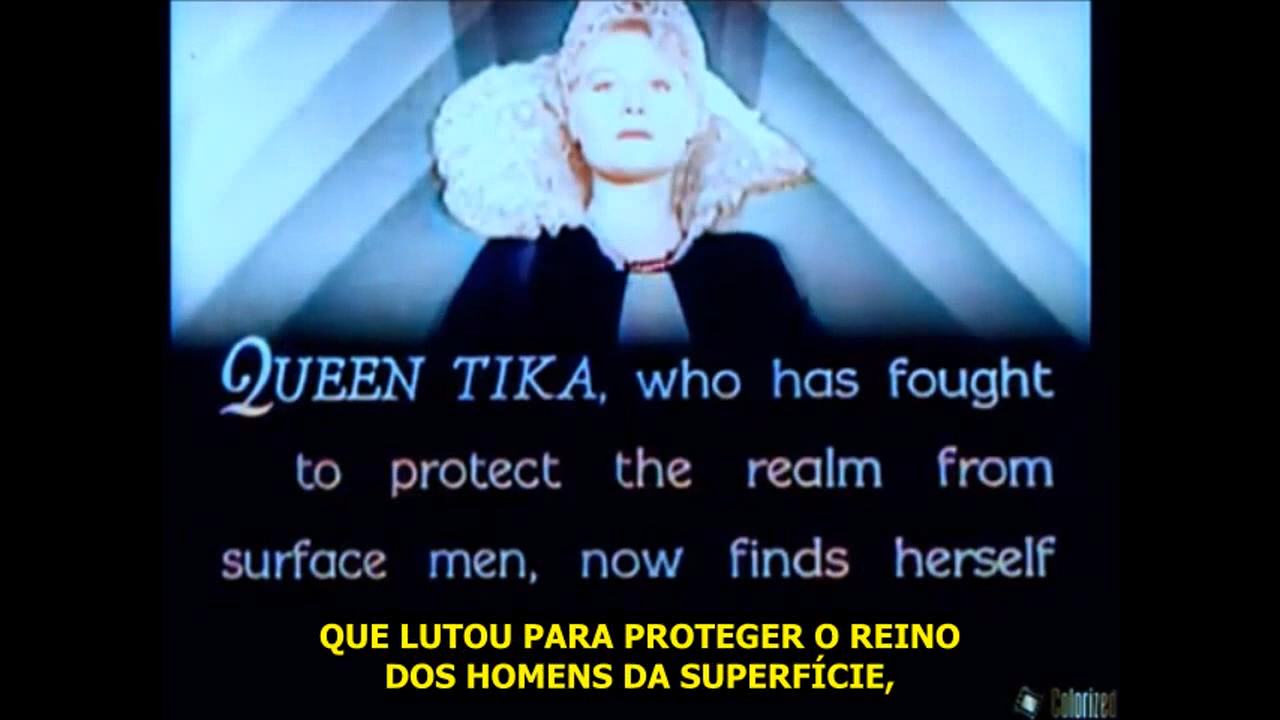 QUEEN TIKA, who has fought
to protect the realm from
surface men, now finds herself
QUE LUTOU PARA PROTEGER O REINO
DOS HOMENS DA SUPERFÍCIE,
Colorized